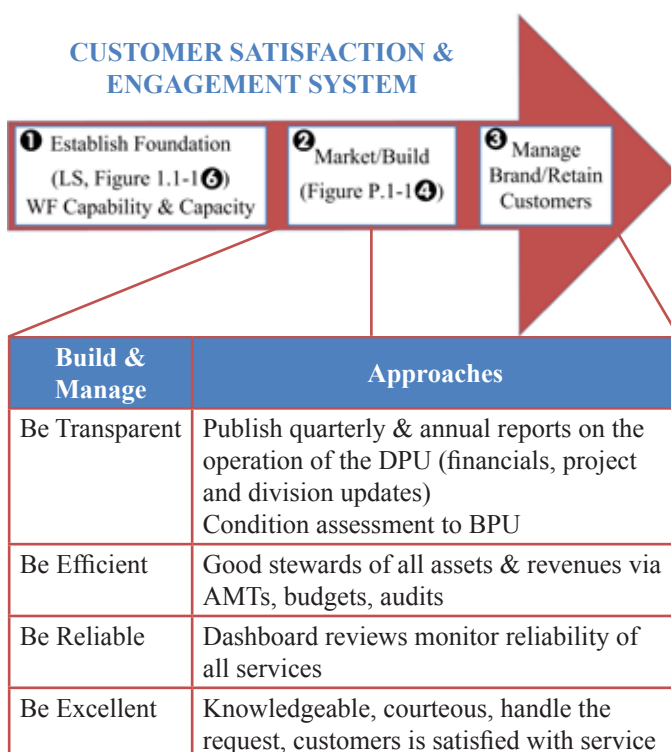 CUSTOMER SATISFACTION &
ENGAGEMENT SYSTEM
❶ Establish Foundation
(LS, Figure 1.1-1❻)
WF Capability & Capacity
❷
Market/Build
(Figure P.1-1❹)
❸ Manage
Brand/Retain
Customers
Build &
Manage
Approaches
Be Transparent
Publish quarterly & annual reports on the
operation of the DPU (financials, project
and division updates)
Condition assessment to BPU
Be Efficient
Good stewards of all assets & revenues via
AMTs, budgets, audits
Be Reliable
Dashboard reviews monitor reliability of
all services
Be Excellent
Knowledgeable, courteous, handle the
request, customers is satisfied with service